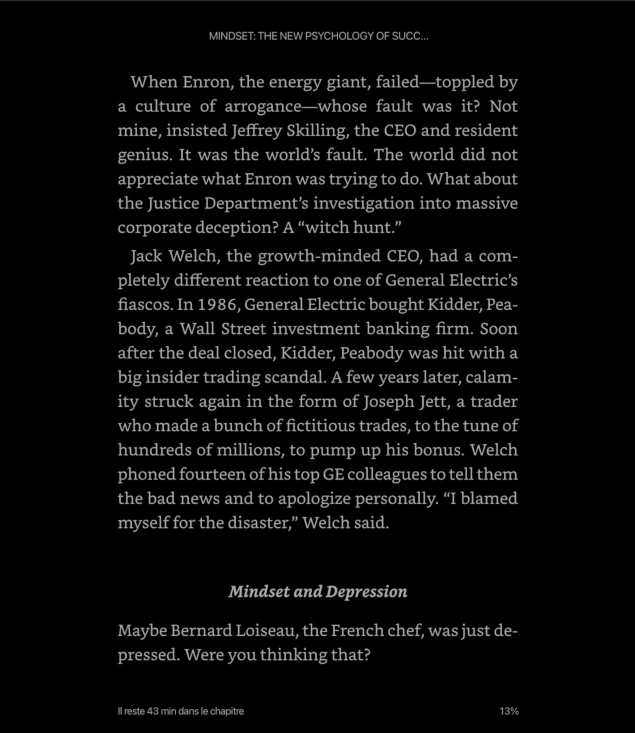 MINDSET: THE NEW PSYCHOLOGY OF SUCC...
When Enron, the energy giant, failed—toppled by
a culture of arrogance—whose fault was it? Not
mine, insisted Jeffrey Skilling, the CEO and resident
genius. It was the world's fault. The world did not
appreciate what Enron was trying to do. What about
the Justice Department's investigation into massive
corporate deception? A “witch hunt.”
Jack Welch, the growth-minded CEO, had a com-
pletely different reaction to one of General Electric's
fiascos. In 1986, General Electric bought Kidder, Pea-
body, a Wall Street investment banking firm. Soon
after the deal closed, Kidder, Peabody was hit with a
big insider trading scandal. A few years later, calam-
ity struck again in the form of Joseph Jett, a trader
who made a bunch of fictitious trades, to the tune of
hundreds of millions, to pump up his bonus. Welch
phoned fourteen of his top GE colleagues to tell them
the bad news and to apologize personally. “I blamed
myself for the disaster,” Welch said.
Mindset and Depression
Maybe Bernard Loiseau, the French chef, was just de-
pressed. Were you thinking that?
Il reste 43 min dans le chapitre
13%